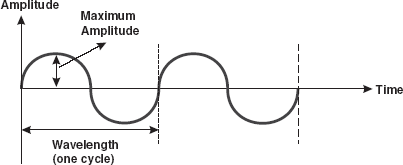 Amplitude
Maximum
Amplitude
Time
Wavelength
(one cycle)